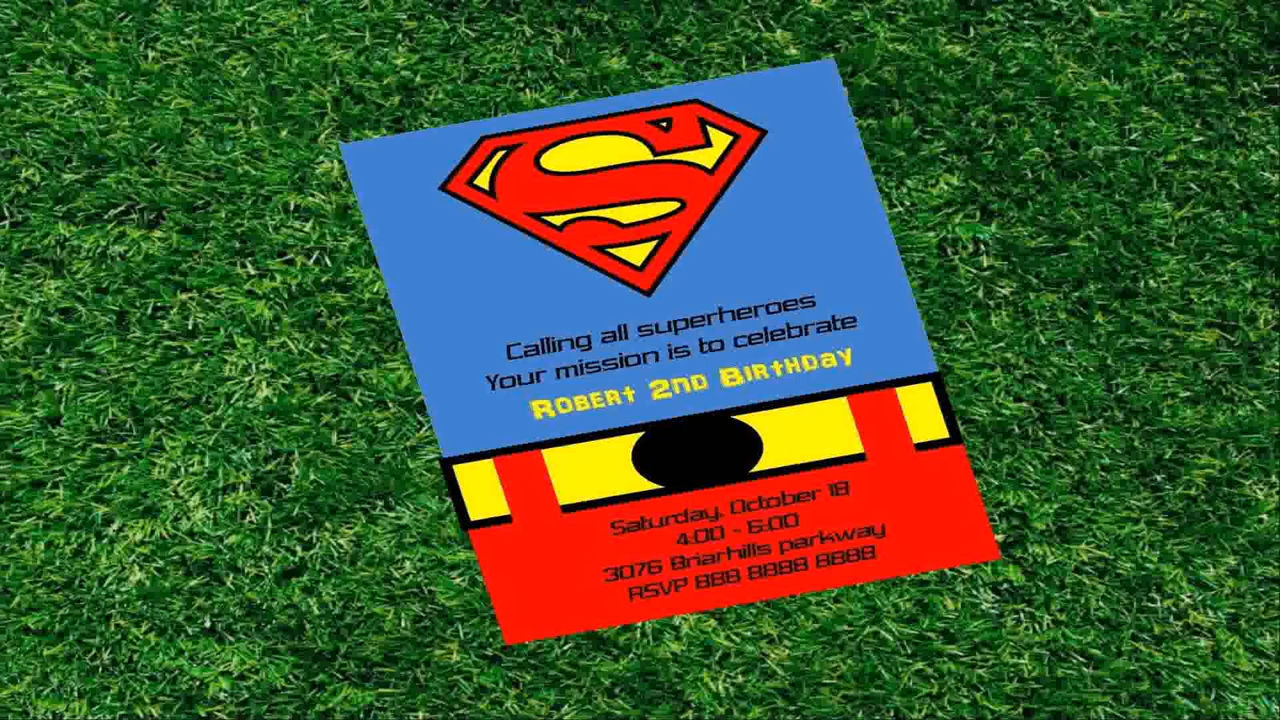 Calling all superheroes
Your mission is to celebrate
Robert 2nd Birthday
Saturday, October 18
4:00 - 6:00
3076 Briarhills parkway
RSVP 888 8888 8888